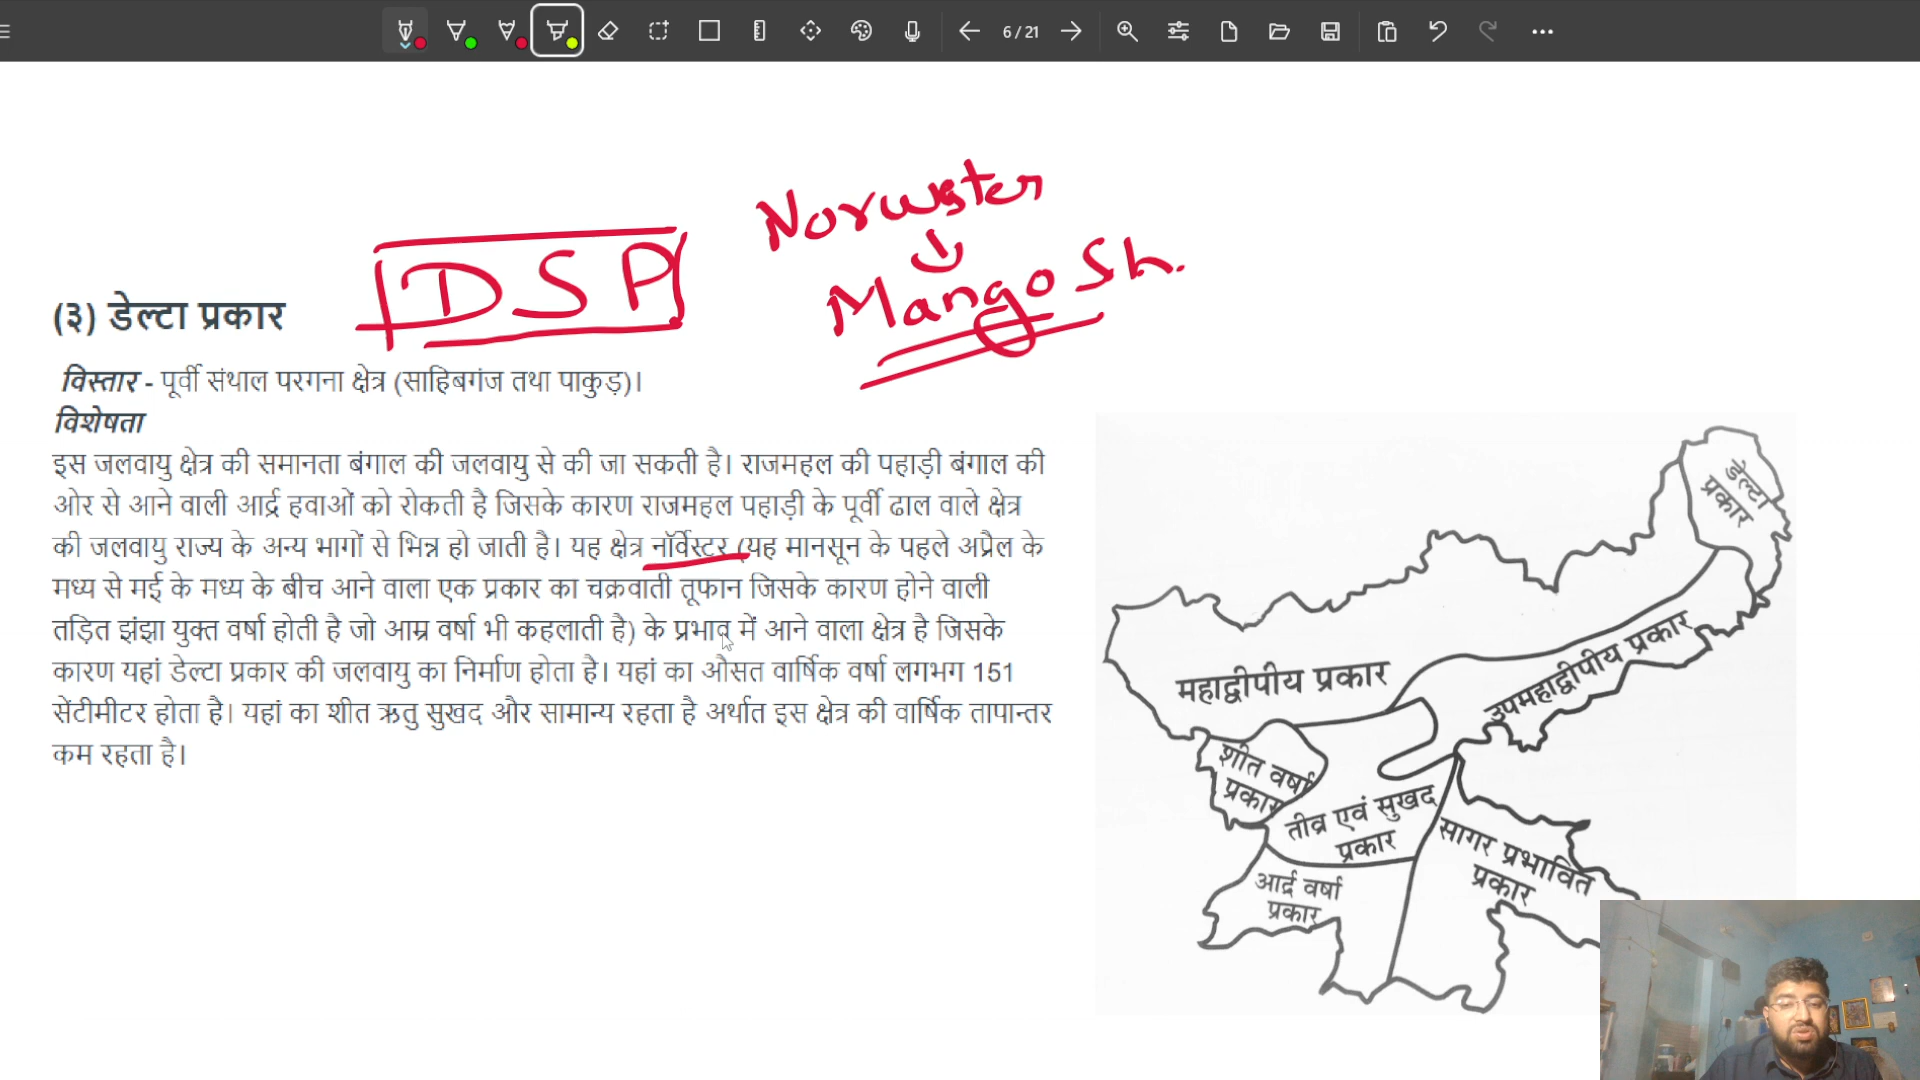 6 / 21
Norwster
Mango Sh.
DSP
(३) डेल्टा प्रकार
विस्तार - पूर्वी संथाल परगना क्षेत्र (साहिबगंज तथा पाकुड़)।
विशेषता
इस जलवायु क्षेत्र की समानता बंगाल की जलवायु से की जा सकती है। राजमहल की पहाड़ी बंगाल की
ओर से आने वाली आर्द्र हवाओं को रोकती है जिसके कारण राजमहल पहाड़ी के पूर्वी ढाल वाले क्षेत्र
की जलवायु राज्य के अन्य भागों से भिन्न हो जाती है। यह क्षेत्र नॉर्वेस्टर (यह मानसून के पहले अप्रैल के
मध्य से मई के मध्य के बीच आने वाला एक प्रकार का चक्रवाती तूफान जिसके कारण होने वाली
तड़ित झंझा युक्त वर्षा होती है जो आम्र वर्षा भी कहलाती है) के प्रभाव में आने वाला क्षेत्र है जिसके
कारण यहां डेल्टा प्रकार की जलवायु का निर्माण होता है। यहां का औसत वार्षिक वर्षा लगभग 151
सेंटीमीटर होता है। यहां का शीत ऋतु सुखद और सामान्य रहता है अर्थात इस क्षेत्र की वार्षिक तापान्तर
कम रहता है।
डेल्टा
प्रकार
महाद्वीपीय प्रकार
उपमहाद्वीपीय प्रकार
शीत वर्षा
प्रकार
तीव्र एवं सुखद
प्रकार
सागर प्रभावित
प्रकार
आर्द्र वर्षा
प्रकार